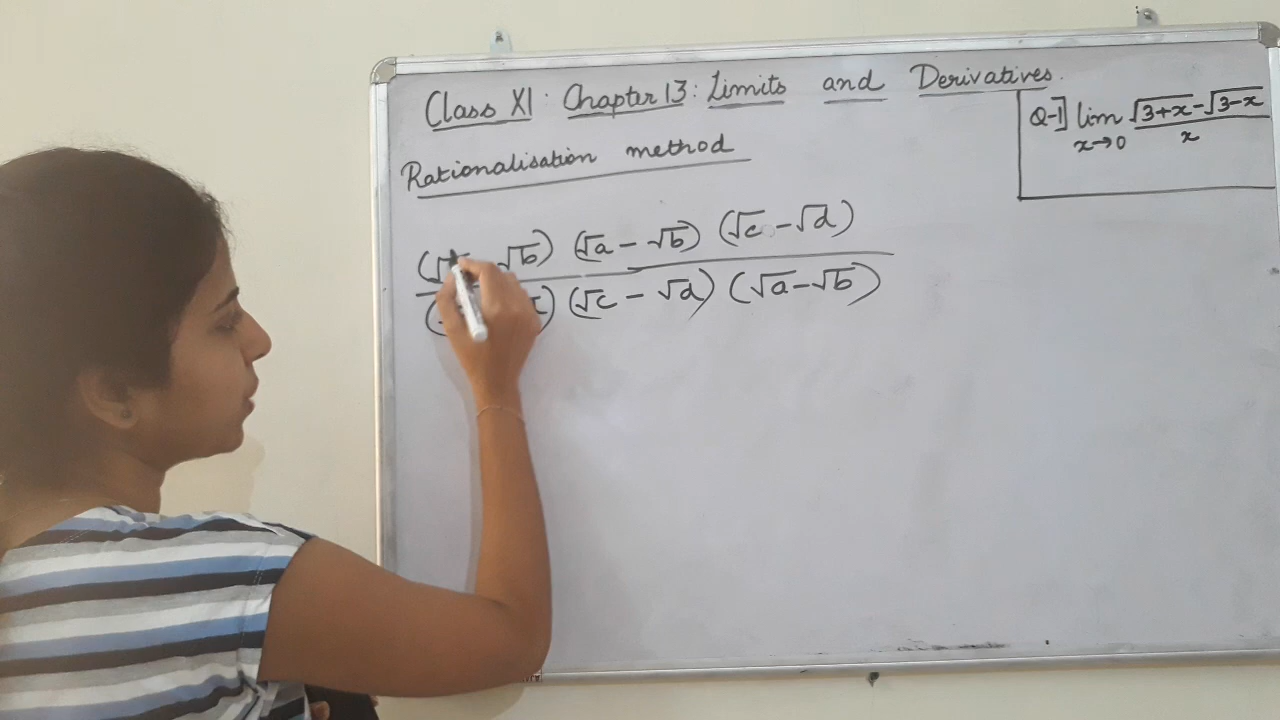 Class XI : Chapter 13 : Limits and Derivatives.
Rationalisation method
Q-1] lim x→0 √3+x - √3-x / x
√b) (√a - √b) (√c - √d)
(√c - √d) (√a - √b)